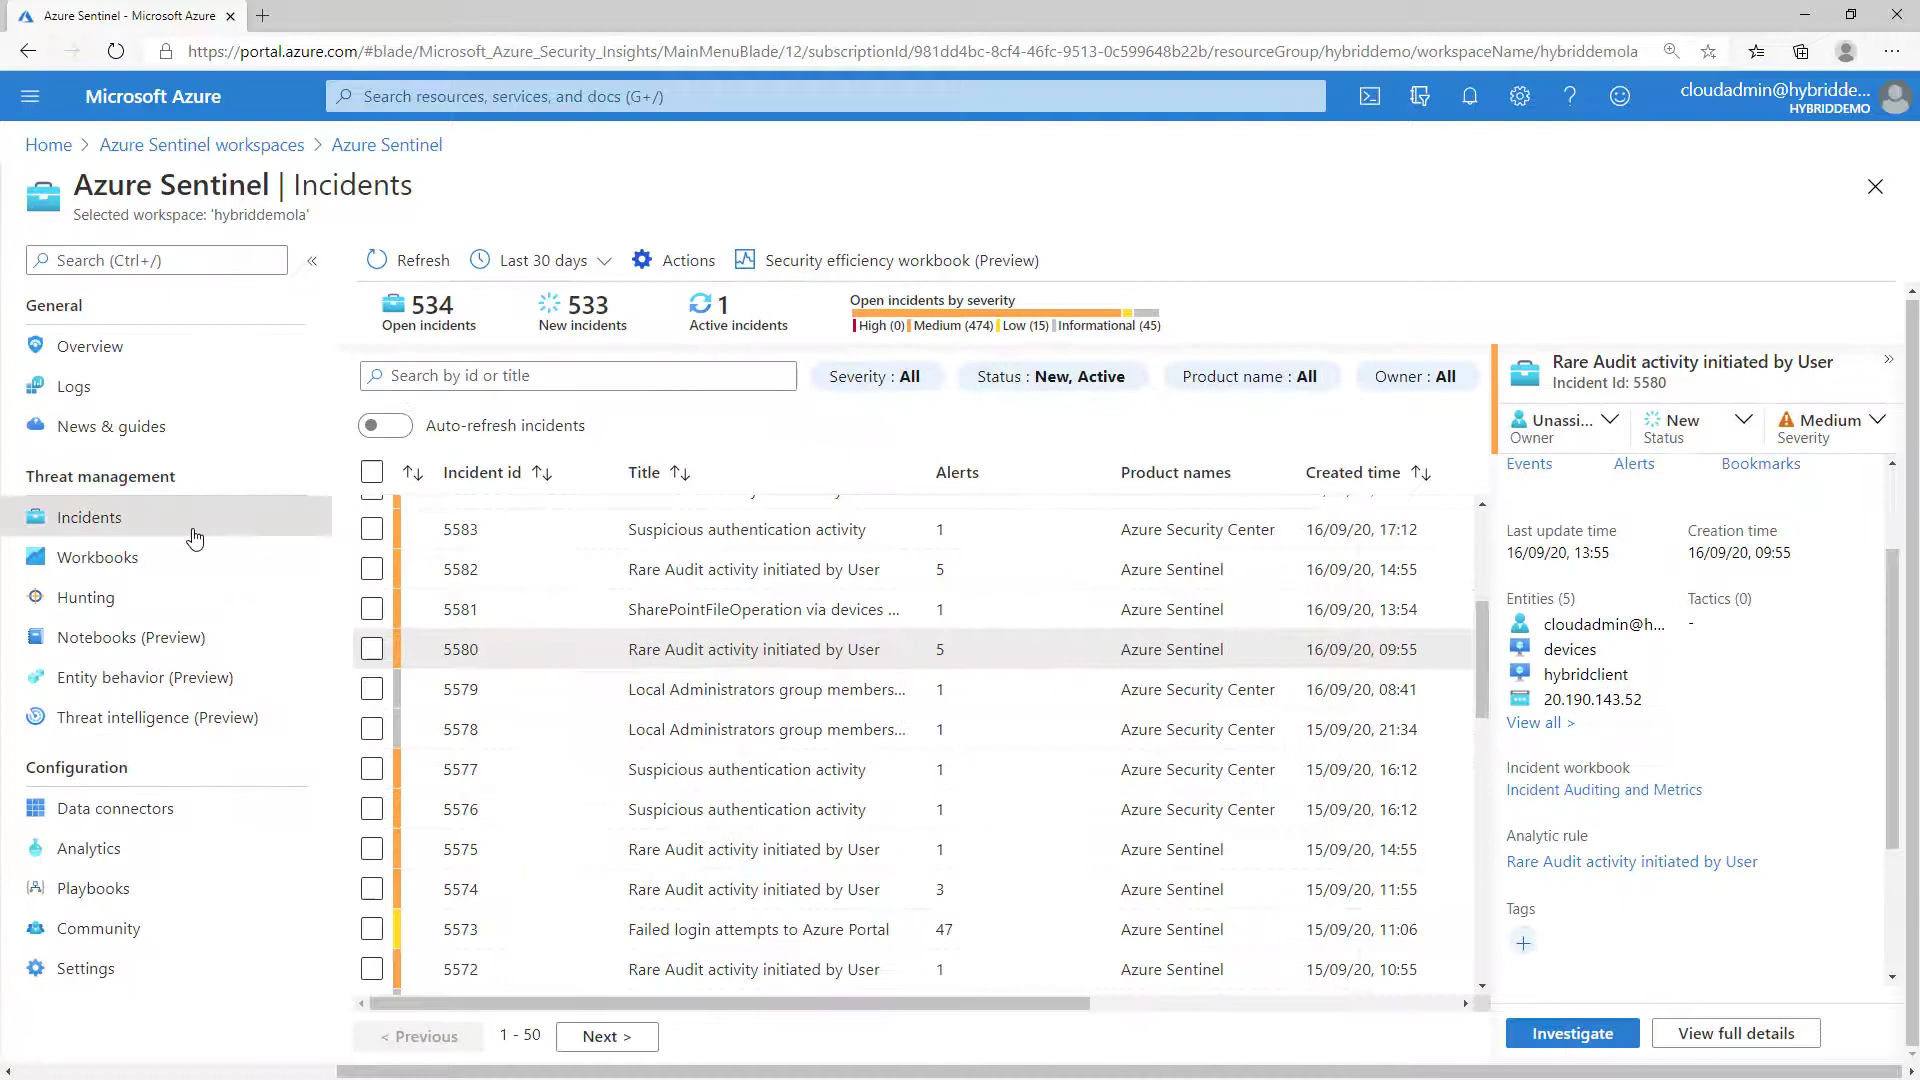 Azure Sentinel - Microsoft Azure
https://portal.azure.com/#blade/Microsoft_Azure_Security_Insights/MainMenuBlade/12/subscriptionId/981dd4bc-8cf4-46fc-9513-0c599648b22b/resourceGroup/hybriddemo/workspaceName/hybriddemola
Microsoft Azure
Search resources, services, and docs (G+/)
cloudadmin@hybridde...
HYBRIDDEMO
Home > Azure Sentinel workspaces > Azure Sentinel
Azure Sentinel | Incidents
Selected workspace: 'hybriddemola'
Search (Ctrl+/)
«
General
Overview
Logs
News & guides
Threat management
Incidents
Workbooks
Hunting
Notebooks (Preview)
Entity behavior (Preview)
Threat intelligence (Preview)
Configuration
Data connectors
Analytics
Playbooks
Community
Settings
Refresh Last 30 days Actions Security efficiency workbook (Preview)
534 Open incidents
533 New incidents
1 Active incidents
Open incidents by severity
High (0) Medium (474) Low (15) Informational (45)
Search by id or title
Severity : All Status : New, Active Product name : All Owner : All
Auto-refresh incidents
Incident id Title Alerts Product names Created time
5583 Suspicious authentication activity 1 Azure Security Center 16/09/20, 17:12
5582 Rare Audit activity initiated by User 5 Azure Sentinel 16/09/20, 14:55
5581 SharePointFileOperation via devices ... 1 Azure Sentinel 16/09/20, 13:54
5580 Rare Audit activity initiated by User 5 Azure Sentinel 16/09/20, 09:55
5579 Local Administrators group members... 1 Azure Security Center 16/09/20, 08:41
5578 Local Administrators group members... 1 Azure Security Center 15/09/20, 21:34
5577 Suspicious authentication activity 1 Azure Security Center 15/09/20, 16:12
5576 Suspicious authentication activity 1 Azure Security Center 15/09/20, 16:12
5575 Rare Audit activity initiated by User 1 Azure Sentinel 15/09/20, 14:55
5574 Rare Audit activity initiated by User 3 Azure Sentinel 15/09/20, 11:55
5573 Failed login attempts to Azure Portal 47 Azure Sentinel 15/09/20, 11:06
5572 Rare Audit activity initiated by User 1 Azure Sentinel 15/09/20, 10:55
< Previous 1 - 50 Next >
Rare Audit activity initiated by User
»
Incident Id: 5580
Unassi... New Medium
Owner Status Severity
Events Alerts Bookmarks
Last update time Creation time
16/09/20, 13:55 16/09/20, 09:55
Entities (5) Tactics (0)
cloudadmin@h... -
devices
hybridclient
20.190.143.52
View all >
Incident workbook
Incident Auditing and Metrics
Analytic rule
Rare Audit activity initiated by User
Tags
Investigate View full details